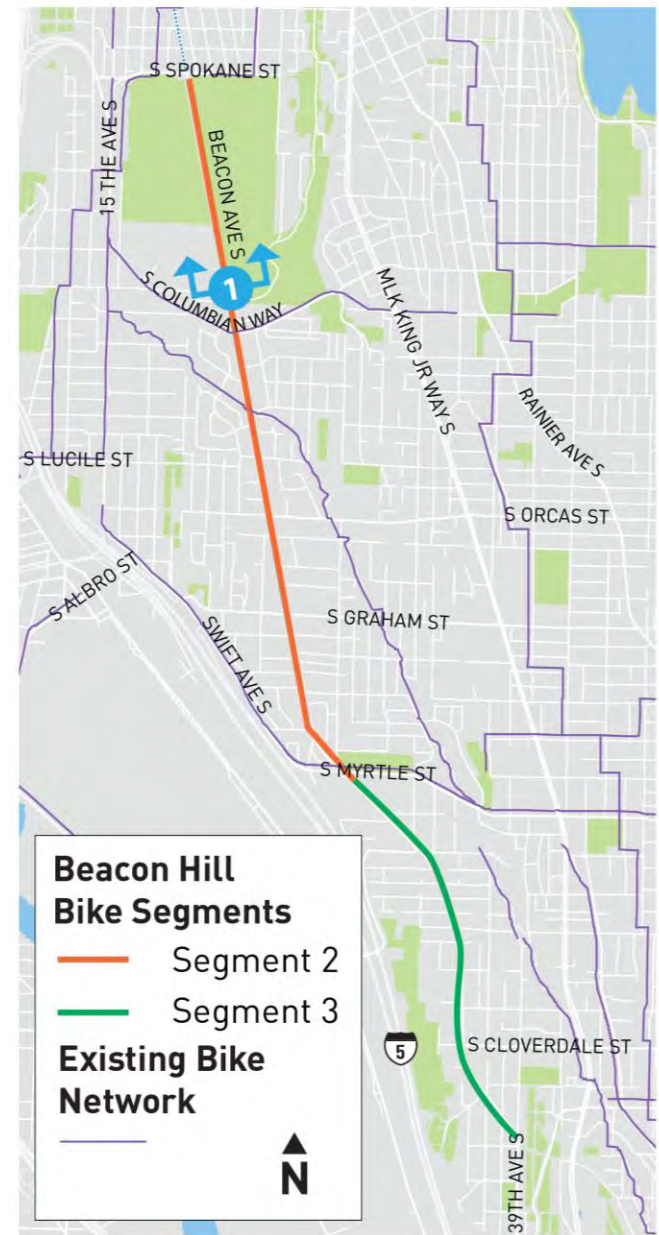 S SPOKANE ST
15 THE AVE S
BEACON AVE S
1
S COLUMBIAN WAY
MLK KING JR WAY S
RAINIER AVE S
S LUCILE ST
S ORCAS ST
S ALBRO ST
SWIFT AVE S
S GRAHAM ST
S MYRTLE ST
Beacon Hill
Bike Segments
Segment 2
Segment 3
Existing Bike
Network
N
5
S CLOVERDALE ST
39TH AVE S